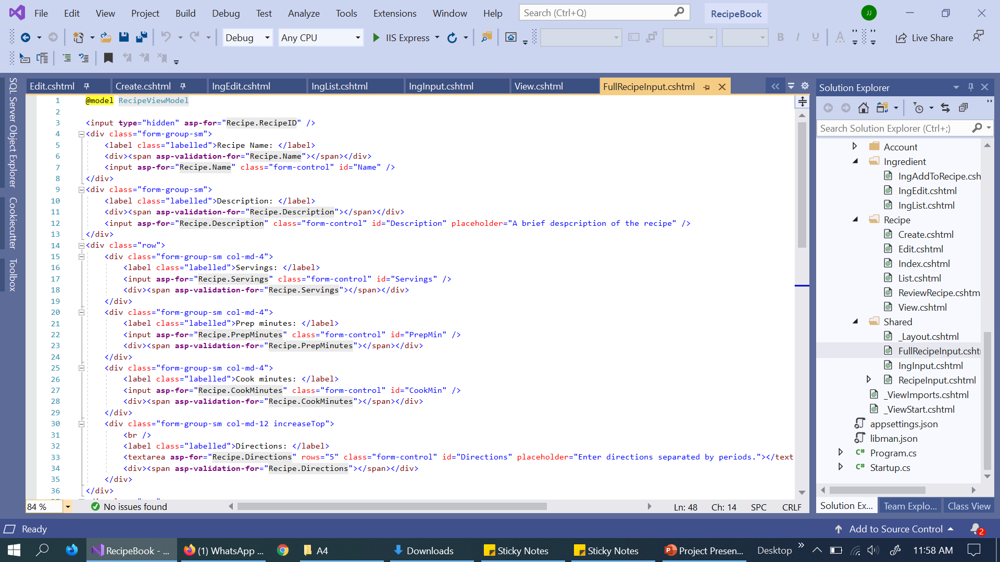 File Edit View Project Build Debug Test Analyze Tools Extensions Window Help Search (Ctrl+Q) RecipeBook JJ
Debug Any CPU IIS Express Live Share
SQL Server Object Explorer
Cookiecutter
Toolbox
Edit.cshtml Create.cshtml IngEdit.cshtml IngList.cshtml IngInput.cshtml View.cshtml FullRecipeInput.cshtml
1 @model RecipeViewModel
2
3 <input type="hidden" asp-for="Recipe.RecipeID" />
4 <div class="form-group-sm">
5 <label class="labelled">Recipe Name: </label>
6 <div><span asp-validation-for="Recipe.Name"></span></div>
7 <input asp-for="Recipe.Name" class="form-control" id="Name" />
8 </div>
9 <div class="form-group-sm">
10 <label class="labelled">Description: </label>
11 <div><span asp-validation-for="Recipe.Description"></span></div>
12 <input asp-for="Recipe.Description" class="form-control" id="Description" placeholder="A brief despcription of the recipe" />
13 </div>
14 <div class="row">
15 <div class="form-group-sm col-md-4">
16 <label class="labelled">Servings: </label>
17 <input asp-for="Recipe.Servings" class="form-control" id="Servings" />
18 <div><span asp-validation-for="Recipe.Servings"></span></div>
19 </div>
20 <div class="form-group-sm col-md-4">
21 <label class="labelled">Prep minutes: </label>
22 <input asp-for="Recipe.PrepMinutes" class="form-control" id="PrepMin" />
23 <div><span asp-validation-for="Recipe.PrepMinutes"></span></div>
24 </div>
25 <div class="form-group-sm col-md-4">
26 <label class="labelled">Cook minutes: </label>
27 <input asp-for="Recipe.CookMinutes" class="form-control" id="CookMin" />
28 <div><span asp-validation-for="Recipe.CookMinutes"></span></div>
29 </div>
30 <div class="form-group-sm col-md-12 increaseTop">
31 <br />
32 <label class="labelled">Directions: </label>
33 <textarea asp-for="Recipe.Directions" rows="5" class="form-control" id="Directions" placeholder="Enter directions separated by periods."></text
34 <div><span asp-validation-for="Recipe.Directions"></span></div>
35 </div>
36 </div>
84 % No issues found Ln: 48 Ch: 14 SPC CRLF
Solution Explorer
Search Solution Explorer (Ctrl+;)
Account
Ingredient
IngAddToRecipe.csh
IngEdit.cshtml
IngList.cshtml
Recipe
Create.cshtml
Edit.cshtml
Index.cshtml
List.cshtml
ReviewRecipe.cshtm
View.cshtml
Shared
_Layout.cshtml
FullRecipeInput.csht
IngInput.cshtml
RecipeInput.cshtml
_ViewImports.cshtml
_ViewStart.cshtml
appsettings.json
libman.json
C# Program.cs
C# Startup.cs
Solution Ex... Team Explo... Class View
Ready Add to Source Control 2
RecipeBook - ... (1) WhatsApp ... A4 Downloads Sticky Notes Sticky Notes Project Presen... Desktop 11:58 AM